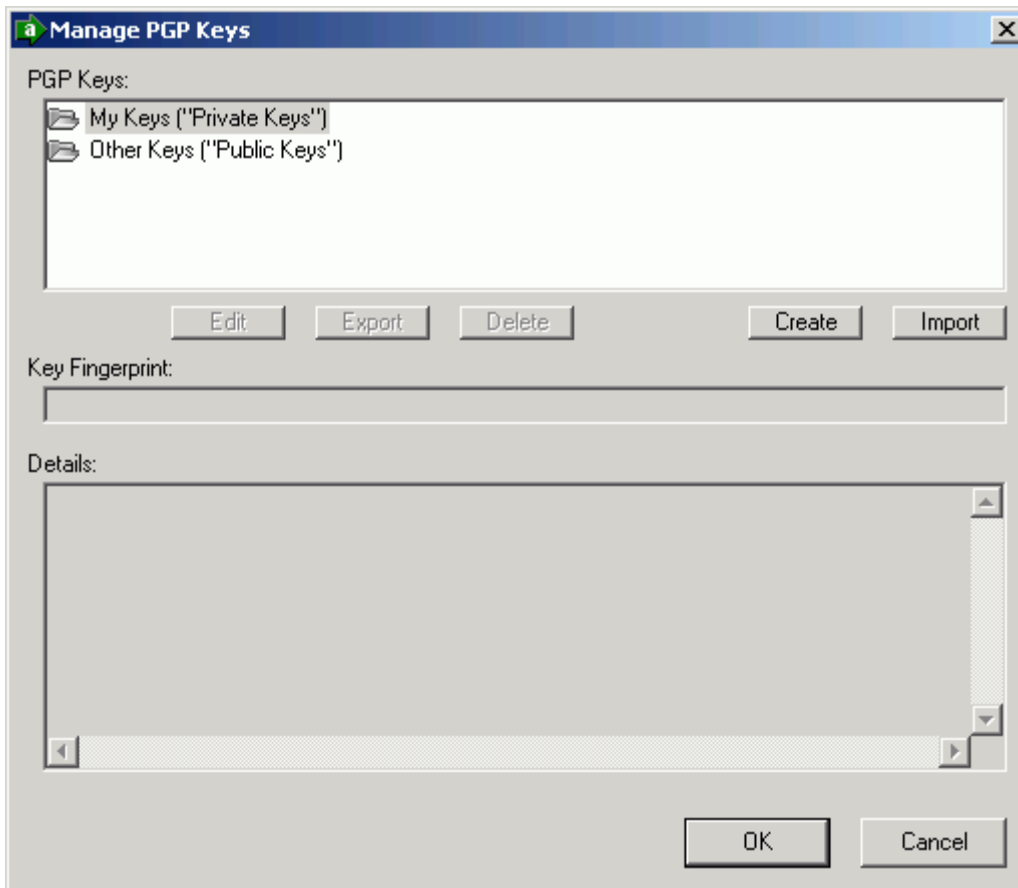 a Manage PGP Keys
PGP Keys:
My Keys ("Private Keys")
Other Keys ("Public Keys")
Edit Export Delete Create Import
Key Fingerprint:
Details:
OK Cancel